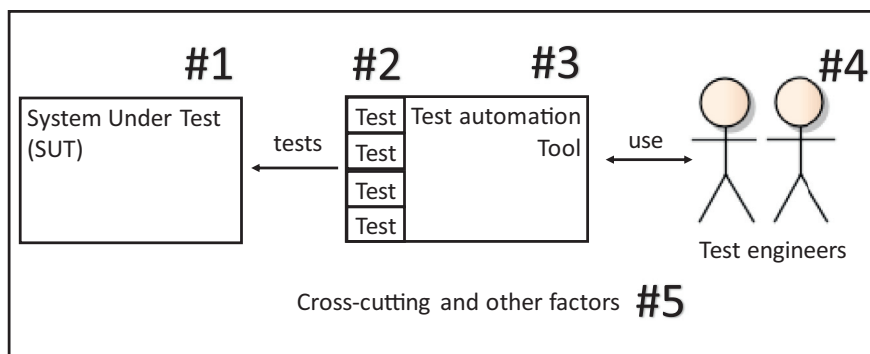 #1
#2
#3
#4
System Under Test
(SUT)
tests
Test
Test
Test
Test
Test automation
Tool
use
Test engineers
Cross-cutting and other factors #5